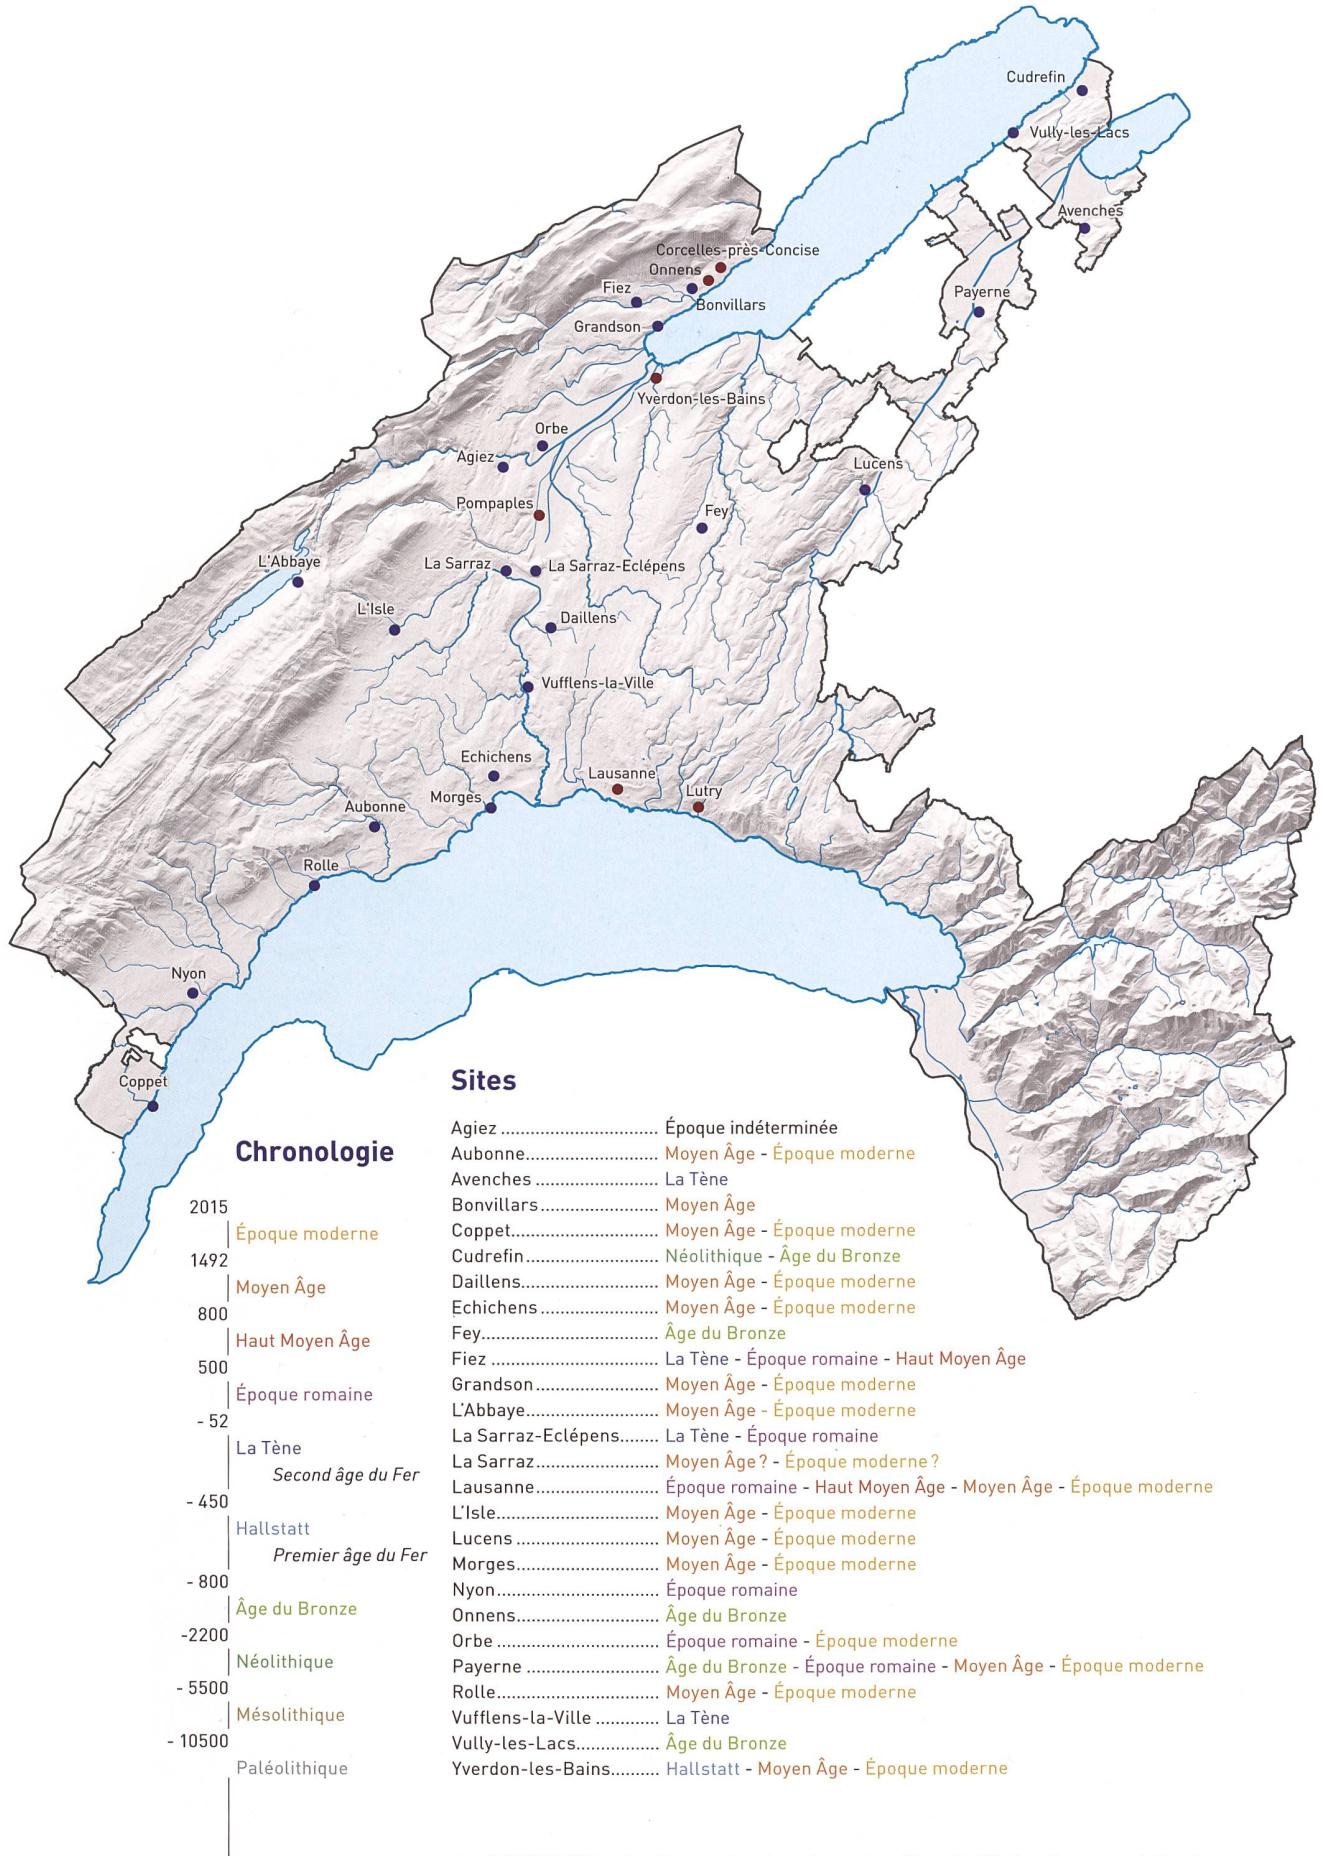 Cudrefin
Vully-les-Lacs
Avenches
Corcelles-près-Concise
Onnens
Fiez
Payerne
Bonvillars
Grandson
Yverdon-les-Bains
Orbe
Agiez
Lucens
Pompaples
Fey
L'Abbaye
La Sarraz
La Sarraz-Eclépens
L'Isle
Daillens
Vufflens-la-Ville
Echichens
Lausanne
Morges
Lutry
Aubonne
Rolle
Nyon
Coppet
Chronologie
2015
Époque moderne
1492
Moyen Âge
800
Haut Moyen Âge
500
Époque romaine
- 52
La Tène
Second âge du Fer
- 450
Hallstatt
Premier âge du Fer
- 800
Âge du Bronze
-2200
Néolithique
- 5500
Mésolithique
- 10500
Paléolithique
Sites
Agiez ............................. Époque indéterminée
Aubonne......................... Moyen Âge - Époque moderne
Avenches ....................... La Tène
Bonvillars...................... Moyen Âge
Coppet............................ Moyen Âge - Époque moderne
Cudrefin ........................ Néolithique - Âge du Bronze
Daillens.......................... Moyen Âge - Époque moderne
Echichens ...................... Moyen Âge - Époque moderne
Fey................................. Âge du Bronze
Fiez ............................... La Tène - Époque romaine - Haut Moyen Âge
Grandson ....................... Moyen Âge - Époque moderne
L'Abbaye......................... Moyen Âge - Époque moderne
La Sarraz-Eclépens....... La Tène - Époque romaine
La Sarraz....................... Moyen Âge ? - Époque moderne ?
Lausanne....................... Époque romaine - Haut Moyen Âge - Moyen Âge - Époque moderne
L'Isle.............................. Moyen Âge - Époque moderne
Lucens .......................... Moyen Âge - Époque moderne
Morges.......................... Moyen Âge - Époque moderne
Nyon.............................. Époque romaine
Onnens.......................... Âge du Bronze
Orbe .............................. Époque romaine - Époque moderne
Payerne ........................ Âge du Bronze - Époque romaine - Moyen Âge - Époque moderne
Rolle.............................. Moyen Âge - Époque moderne
Vufflens-la-Ville ............ La Tène
Vully-les-Lacs................ Âge du Bronze
Yverdon-les-Bains......... Hallstatt - Moyen Âge - Époque moderne